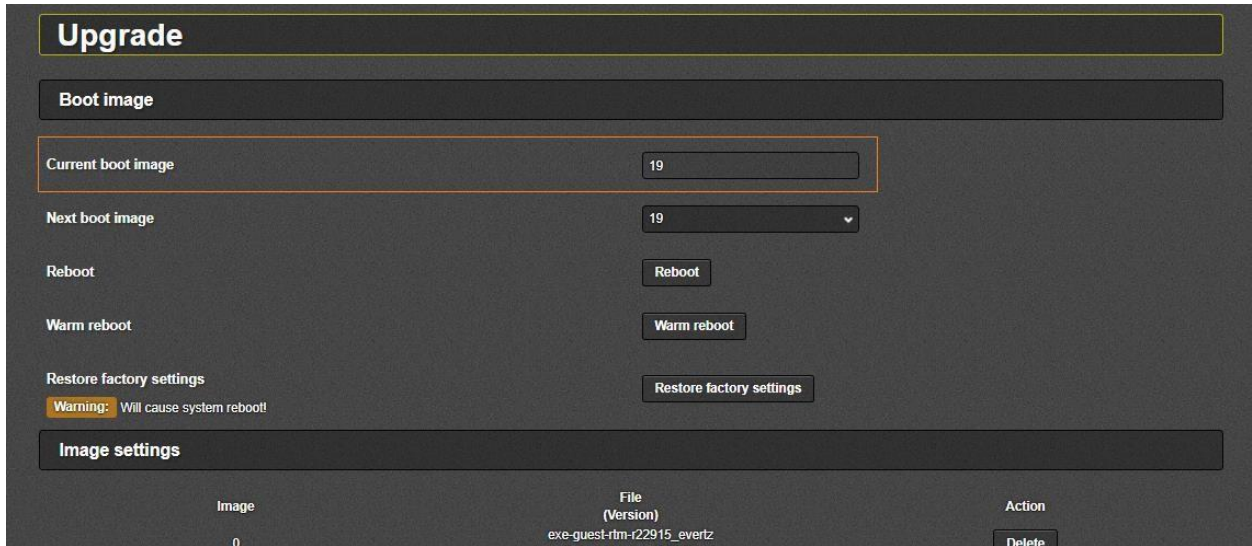 Upgrade
Boot image
Current boot image 19
Next boot image 19
Reboot Reboot
Warm reboot Warm reboot
Restore factory settings Restore factory settings
Warning: Will cause system reboot!
Image settings
Image File (Version) Action
0 exe-guest-rtm-r22915_evertz Delete